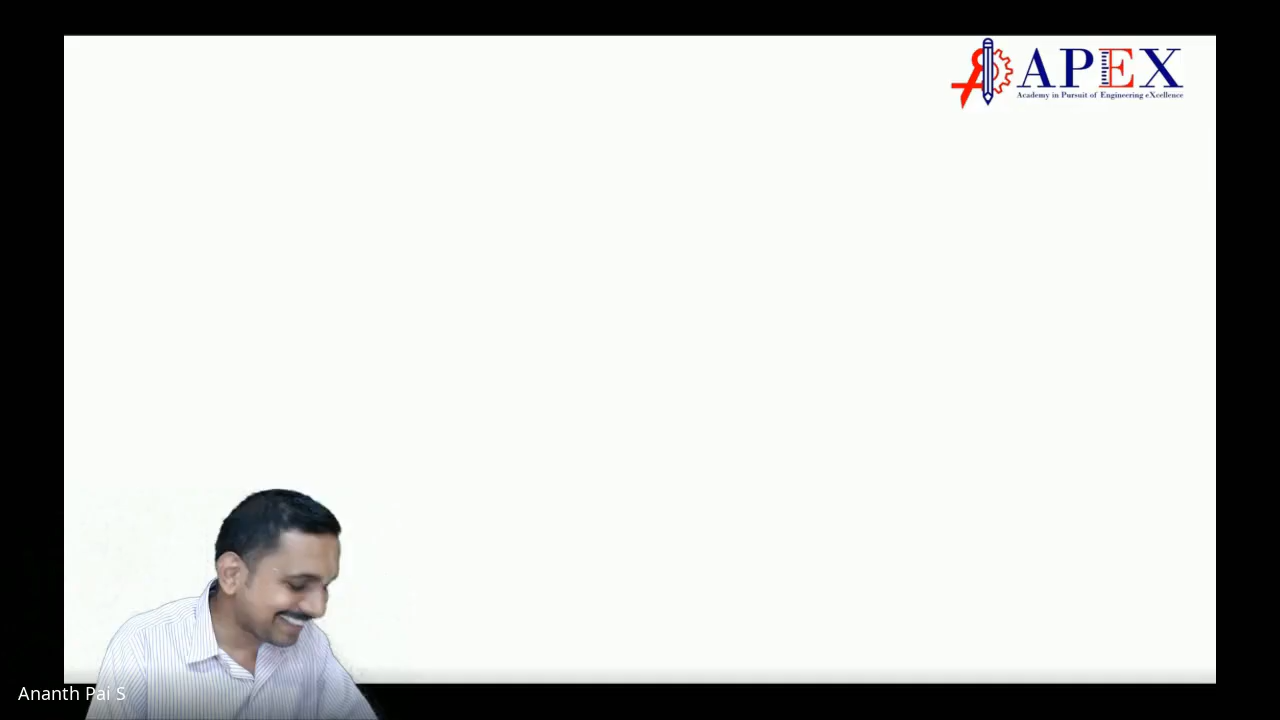 APEX
Academy in Pursuit of Engineering eXcellence
Ananth Pai S